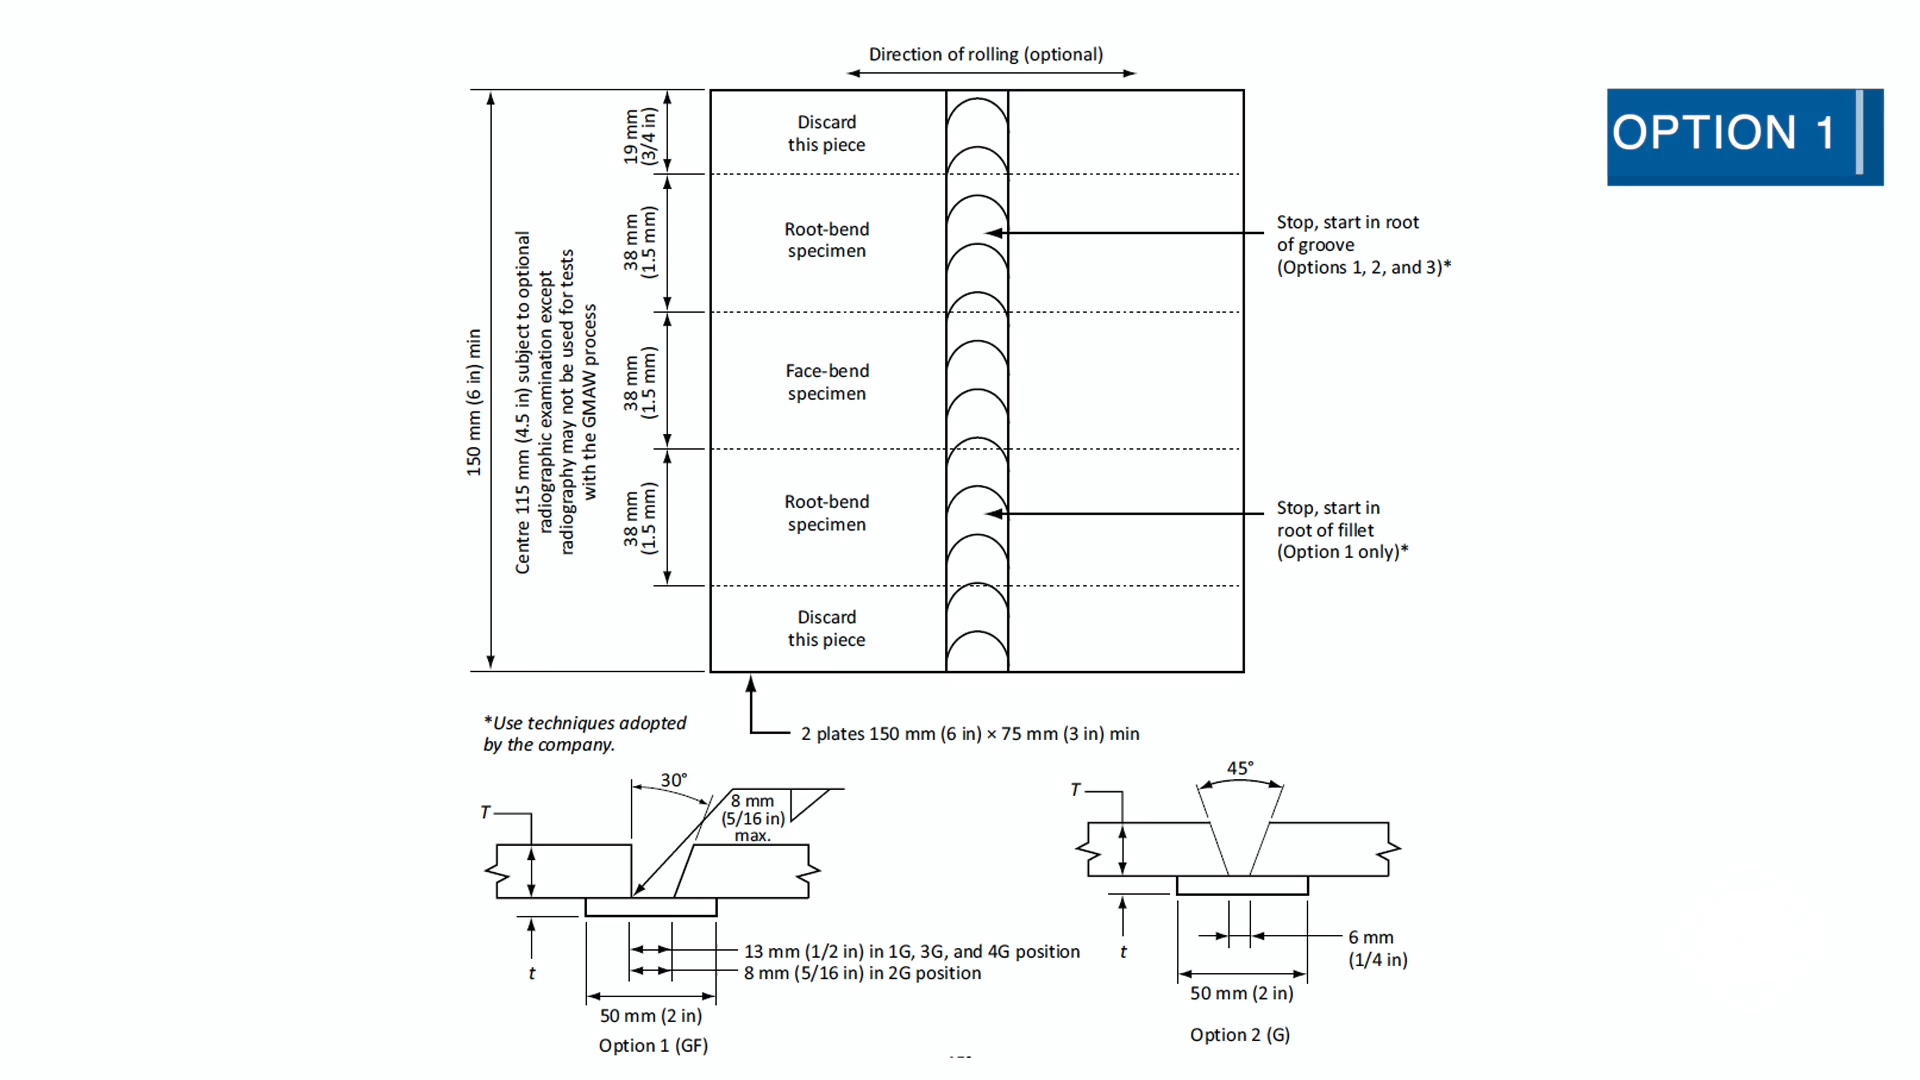 Direction of rolling (optional)
OPTION 1
150 mm (6 in) min
Centre 115 mm (4.5 in) subject to optional
radiographic examination except
radiography may not be used for tests
with the GMAW process
19 mm
(3/4 in)
38 mm
(1.5 mm)
38 mm
(1.5 mm)
38 mm
(1.5 mm)
Discard
this piece
Root-bend
specimen
Face-bend
specimen
Root-bend
specimen
Discard
this piece
Stop, start in root
of groove
(Options 1, 2, and 3)*
Stop, start in
root of fillet
(Option 1 only)*
*Use techniques adopted
by the company.
2 plates 150 mm (6 in) × 75 mm (3 in) min
30°
T
8 mm
(5/16 in)
max.
t
13 mm (1/2 in) in 1G, 3G, and 4G position
8 mm (5/16 in) in 2G position
50 mm (2 in)
Option 1 (GF)
45°
T
t
6 mm
(1/4 in)
50 mm (2 in)
Option 2 (G)